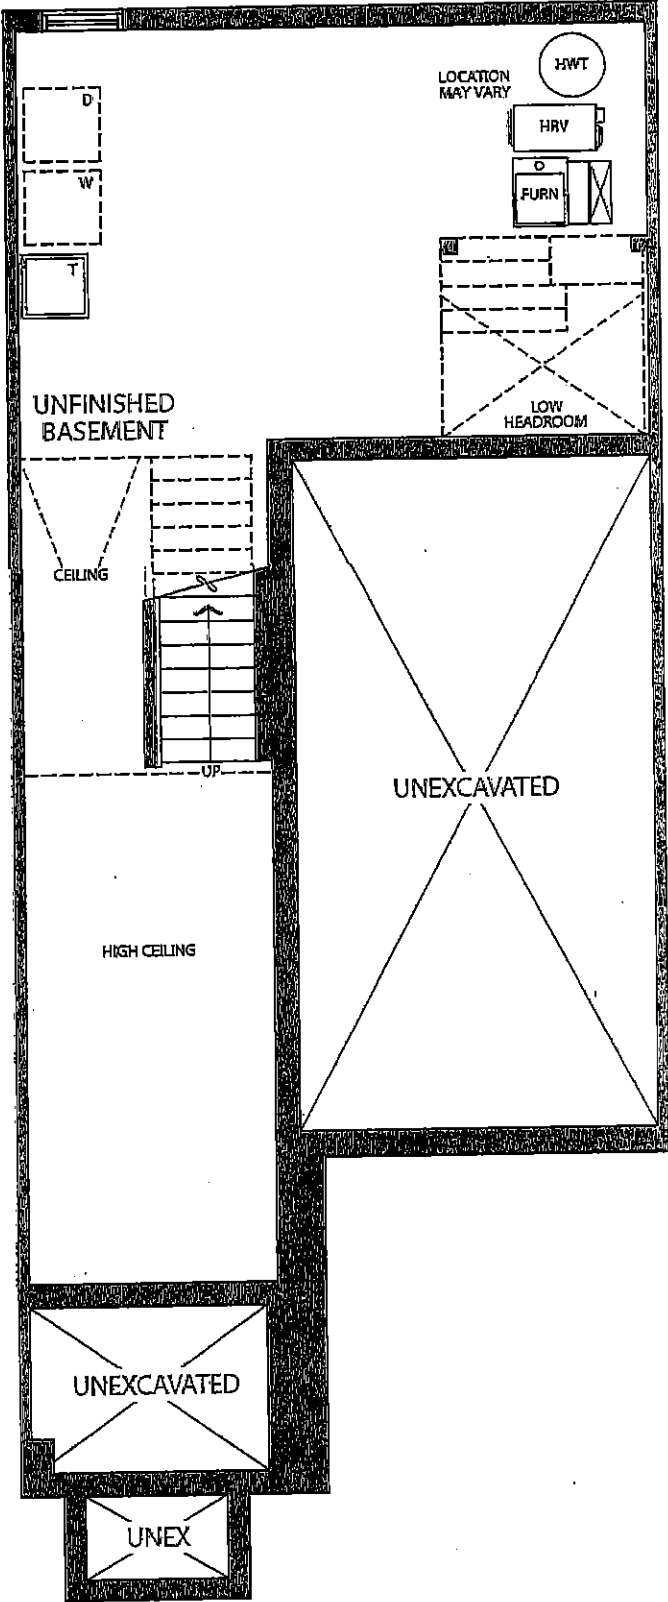 HWT
LOCATION
MAY VARY
HRV
D
W
FURN
T
UNFINISHED
BASEMENT
LOW
HEADROOM
CEILING
UP
UNEXCAVATED
HIGH CEILING
UNEXCAVATED
UNEX